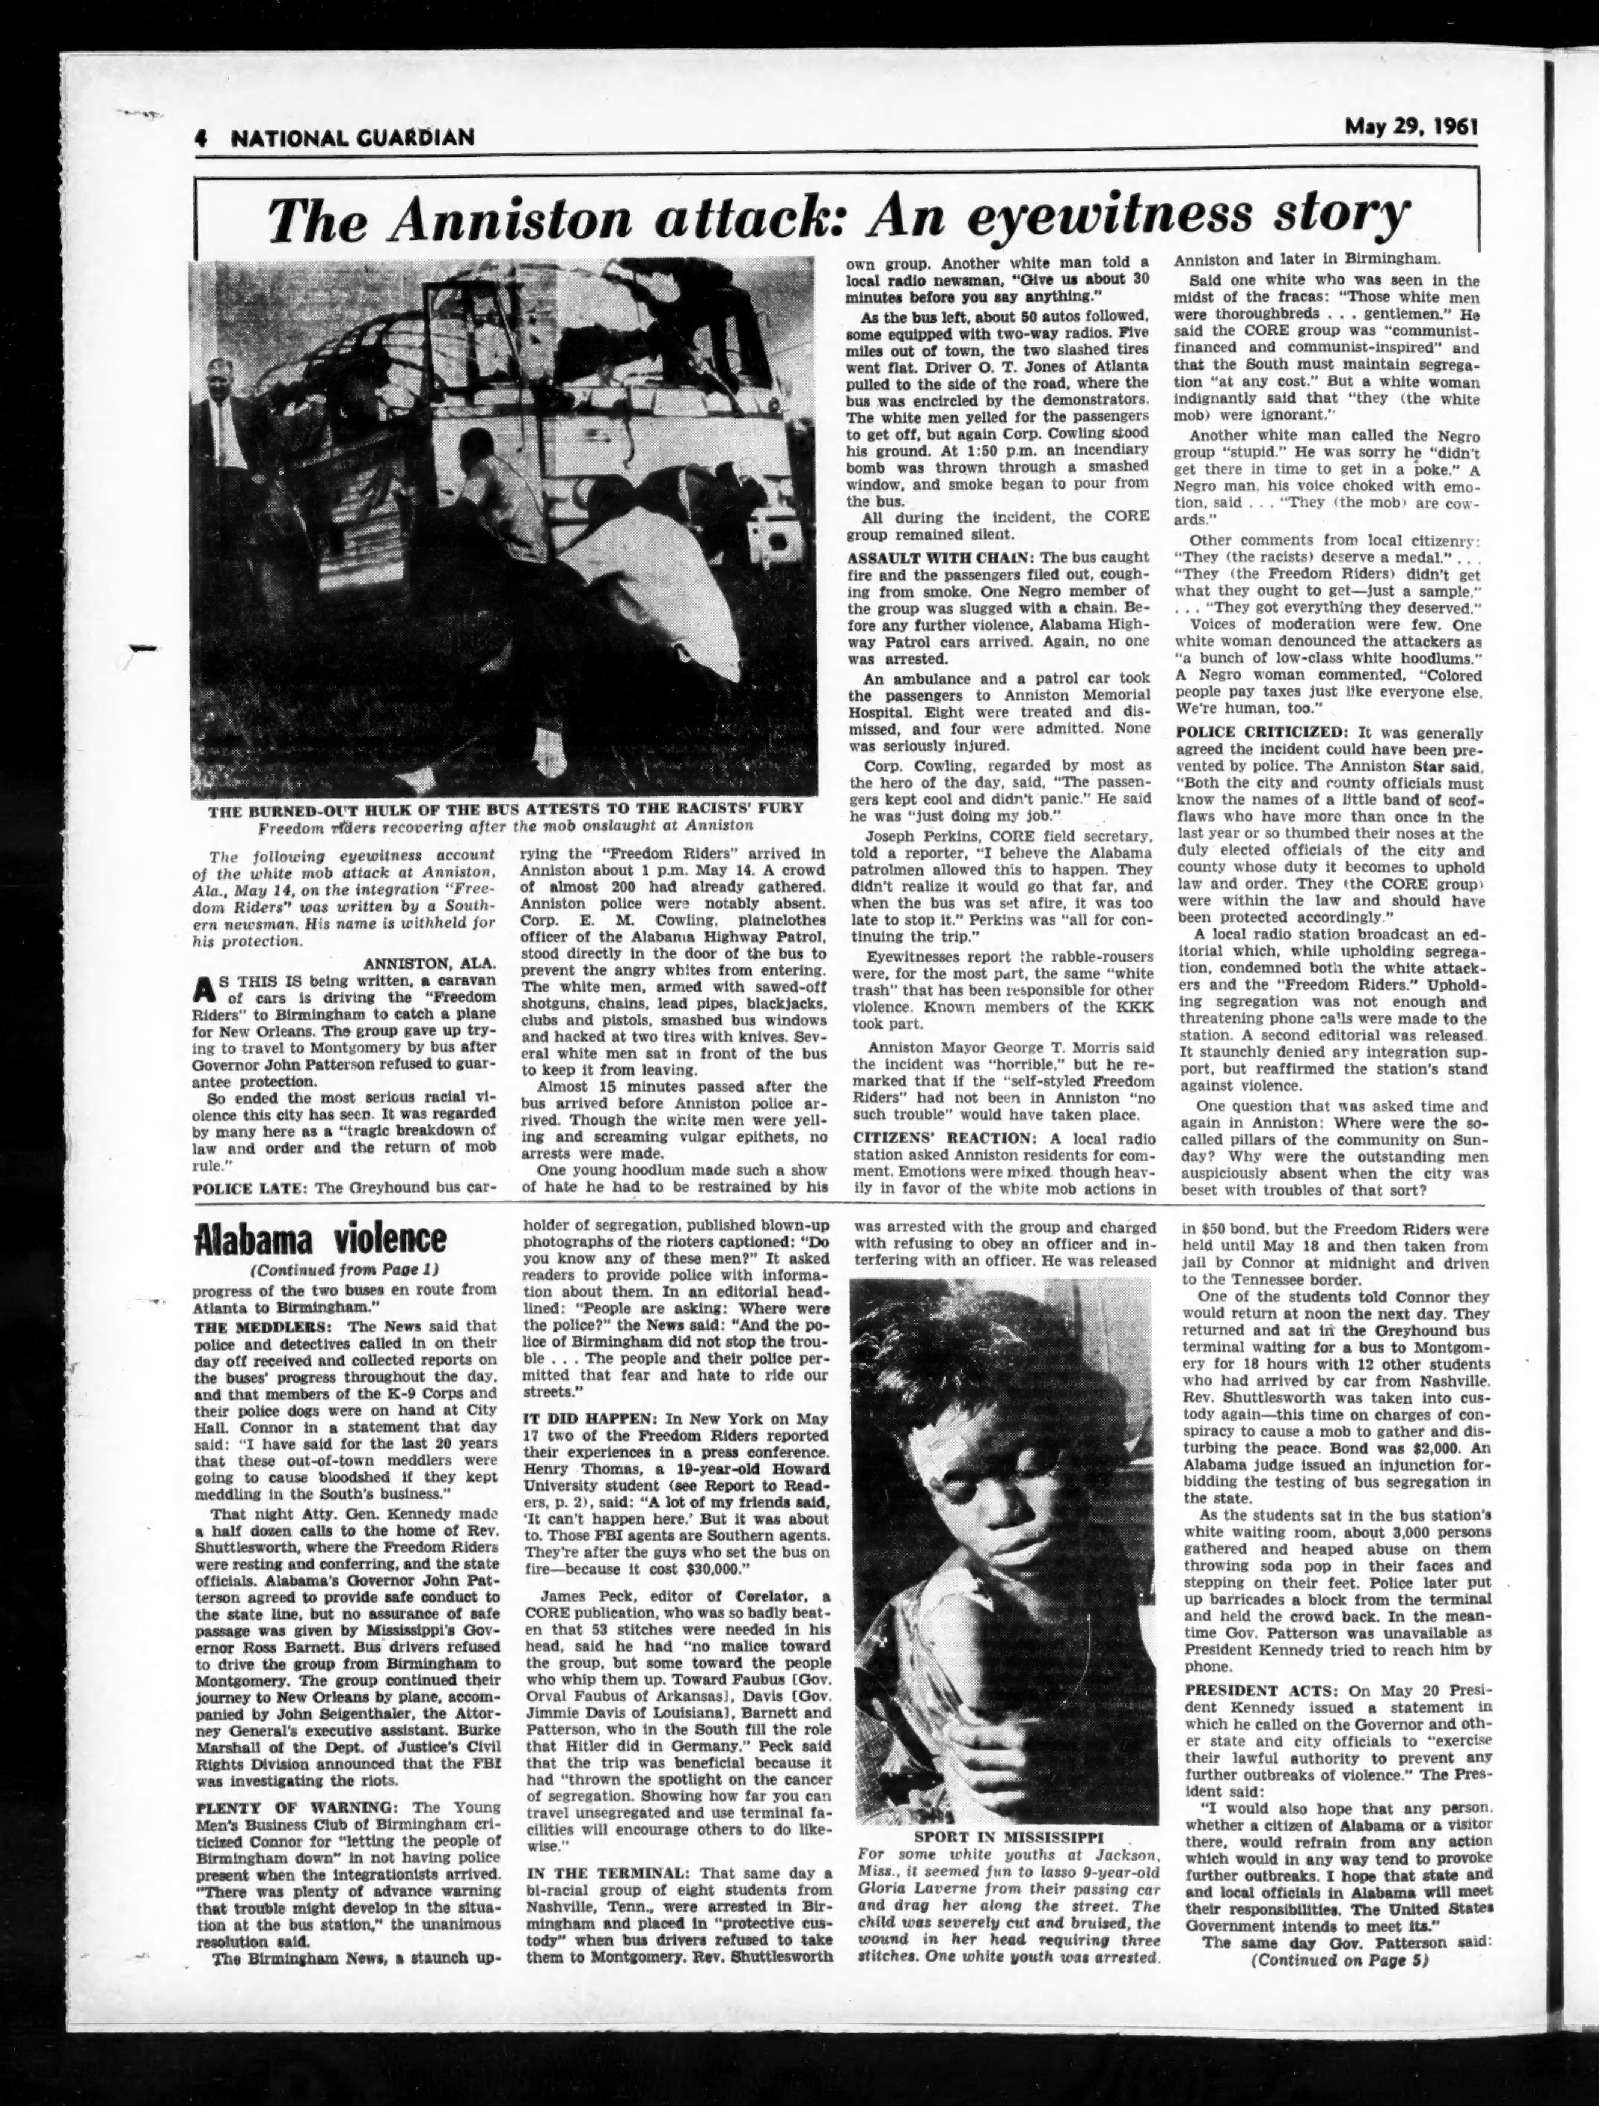 4 NATIONAL GUARDIAN
May 29, 1961
The Anniston attack: An eyewitness story
THE BURNED-OUT HULK OF THE BUS ATTESTS TO THE RACISTS' FURY
Freedom riders recovering after the mob onslaught at Anniston
The following eyewitness account
of the white mob attack at Anniston,
Ala., May 14, on the integration "Free-
dom Riders" was written by a South-
ern newsman. His name is withheld for
his protection.
ANNISTON, ALA.
AS THIS IS being written, a caravan
of cars is driving the "Freedom
Riders" to Birmingham to catch a plane
for New Orleans. The group gave up try-
ing to travel to Montgomery by bus after
Governor John Patterson refused to guar-
antee protection.
So ended the most serious racial vi-
olence this city has seen. It was regarded
by many here as a "tragic breakdown of
law and order and the return of mob
rule."
POLICE LATE: The Greyhound bus car-
rying the "Freedom Riders" arrived in
Anniston about 1 p.m. May 14. A crowd
of almost 200 had already gathered.
Anniston police were notably absent.
Corp. E. M. Cowling, plainclothes
officer of the Alabama Highway Patrol,
stood directly in the door of the bus to
prevent the angry whites from entering.
The white men, armed with sawed-off
shotguns, chains, lead pipes, blackjacks,
clubs and pistols, smashed bus windows
and hacked at two tires with knives. Sev-
eral white men sat in front of the bus
to keep it from leaving.
Almost 15 minutes passed after the
bus arrived before Anniston police ar-
rived. Though the white men were yell-
ing and screaming vulgar epithets, no
arrests were made.
One young hoodlum made such a show
of hate he had to be restrained by his
own group. Another white man told a
local radio newsman, "Give us about 30
minutes before you say anything."
As the bus left, about 50 autos followed,
some equipped with two-way radios. Five
miles out of town, the two slashed tires
went flat. Driver O. T. Jones of Atlanta
pulled to the side of the road, where the
bus was encircled by the demonstrators.
The white men yelled for the passengers
to get off, but again Corp. Cowling stood
his ground. At 1:50 p.m. an incendiary
bomb was thrown through a smashed
window, and smoke began to pour from
the bus.
All during the incident, the CORE
group remained silent.
ASSAULT WITH CHAIN: The bus caught
fire and the passengers filed out, cough-
ing from smoke. One Negro member of
the group was slugged with a chain. Be-
fore any further violence, Alabama High-
way Patrol cars arrived. Again, no one
was arrested.
An ambulance and a patrol car took
the passengers to Anniston Memorial
Hospital. Eight were treated and dis-
missed, and four were admitted. None
was seriously injured.
Corp. Cowling, regarded by most as
the hero of the day, said, "The passen-
gers kept cool and didn't panic." He said
he was "just doing my job."
Joseph Perkins, CORE field secretary,
told a reporter, "I believe the Alabama
patrolmen allowed this to happen. They
didn't realize it would go that far, and
when the bus was set afire, it was too
late to stop it." Perkins was "all for con-
tinuing the trip."
Eyewitnesses report the rabble-rousers
were, for the most part, the same "white
trash" that has been responsible for other
violence. Known members of the KKK
took part.
Anniston Mayor George T. Morris said
the incident was "horrible," but he re-
marked that if the "self-styled Freedom
Riders" had not been in Anniston "no
such trouble" would have taken place.
CITIZENS' REACTION: A local radio
station asked Anniston residents for com-
ment. Emotions were mixed though heav-
ily in favor of the white mob actions in
Anniston and later in Birmingham.
Said one white who was seen in the
midst of the fracas: "Those white men
were thoroughbreds . . . gentlemen." He
said the CORE group was "communist-
financed and communist-inspired" and
that the South must maintain segrega-
tion "at any cost." But a white woman
indignantly said that "they (the white
mob) were ignorant."
Another white man called the Negro
group "stupid." He was sorry he "didn't
get there in time to get in a poke." A
Negro man, his voice choked with emo-
tion, said . . . "They (the mob) are cow-
ards."
Other comments from local citizenry:
"They (the racists) deserve a medal." . . .
"They (the Freedom Riders) didn't get
what they ought to get—just a sample."
. . . "They got everything they deserved."
Voices of moderation were few. One
white woman denounced the attackers as
"a bunch of low-class white hoodlums."
A Negro woman commented, "Colored
people pay taxes just like everyone else.
We're human, too."
POLICE CRITICIZED: It was generally
agreed the incident could have been pre-
vented by police. The Anniston Star said,
"Both the city and county officials must
know the names of a little band of scof-
flaws who have more than once in the
last year or so thumbed their noses at the
duly elected officials of the city and
county whose duty it becomes to uphold
law and order. They (the CORE group)
were within the law and should have
been protected accordingly."
A local radio station broadcast an ed-
itorial which, while upholding segrega-
tion, condemned both the white attack-
ers and the "Freedom Riders." Uphold-
ing segregation was not enough and
threatening phone calls were made to the
station. A second editorial was released.
It staunchly denied any integration sup-
port, but reaffirmed the station's stand
against violence.
One question that was asked time and
again in Anniston: Where were the so-
called pillars of the community on Sun-
day? Why were the outstanding men
auspiciously absent when the city was
beset with troubles of that sort?
Alabama violence
(Continued from Page 1)
progress of the two buses en route from
Atlanta to Birmingham."
THE MEDDLERS: The News said that
police and detectives called in on their
day off received and collected reports on
the buses' progress throughout the day,
and that members of the K-9 Corps and
their police dogs were on hand at City
Hall. Connor in a statement that day
said: "I have said for the last 20 years
that these out-of-town meddlers were
going to cause bloodshed if they kept
meddling in the South's business."
That night Atty. Gen. Kennedy made
a half dozen calls to the home of Rev.
Shuttlesworth, where the Freedom Riders
were resting and conferring, and the state
officials. Alabama's Governor John Pat-
terson agreed to provide safe conduct to
the state line, but no assurance of safe
passage was given by Mississippi's Gov-
ernor Ross Barnett. Bus drivers refused
to drive the group from Birmingham to
Montgomery. The group continued their
journey to New Orleans by plane, accom-
panied by John Seigenthaler, the Attor-
ney General's executive assistant. Burke
Marshall of the Dept. of Justice's Civil
Rights Division announced that the FBI
was investigating the riots.
PLENTY OF WARNING: The Young
Men's Business Club of Birmingham cri-
ticized Connor for "letting the people of
Birmingham down" in not having police
present when the integrationists arrived.
"There was plenty of advance warning
that trouble might develop in the situa-
tion at the bus station," the unanimous
resolution said.
The Birmingham News, a staunch up-
holder of segregation, published blown-up
photographs of the rioters captioned: "Do
you know any of these men?" It asked
readers to provide police with informa-
tion about them. In an editorial head-
lined: "People are asking: Where were
the police?" the News said: "And the po-
lice of Birmingham did not stop the trou-
ble . . . The people and their police per-
mitted that fear and hate to ride our
streets."
IT DID HAPPEN: In New York on May
17 two of the Freedom Riders reported
their experiences in a press conference.
Henry Thomas, a 19-year-old Howard
University student (see Report to Read-
ers, p. 2), said: "A lot of my friends said,
'It can't happen here.' But it was about
to. Those FBI agents are Southern agents.
They're after the guys who set the bus on
fire—because it cost $30,000."
James Peck, editor of Corelator, a
CORE publication, who was so badly beat-
en that 53 stitches were needed in his
head, said he had "no malice toward
the group, but some toward the people
who whip them up. Toward Faubus [Gov.
Orval Faubus of Arkansas], Davis [Gov.
Jimmie Davis of Louisiana], Barnett and
Patterson, who in the South fill the role
that Hitler did in Germany." Peck said
that the trip was beneficial because it
had "thrown the spotlight on the cancer
of segregation. Showing how far you can
travel unsegregated and use terminal fa-
cilities will encourage others to do like-
wise."
IN THE TERMINAL: That same day a
bi-racial group of eight students from
Nashville, Tenn., were arrested in Bir-
mingham and placed in "protective cus-
tody" when bus drivers refused to take
them to Montgomery. Rev. Shuttlesworth
was arrested with the group and charged
with refusing to obey an officer and in-
terfering with an officer. He was released
SPORT IN MISSISSIPPI
For some white youths at Jackson,
Miss., it seemed fun to lasso 9-year-old
Gloria Laverne from their passing car
and drag her along the street. The
child was severely cut and bruised, the
wound in her head requiring three
stitches. One white youth was arrested.
in $50 bond, but the Freedom Riders were
held until May 18 and then taken from
jail by Connor at midnight and driven
to the Tennessee border.
One of the students told Connor they
would return at noon the next day. They
returned and sat in the Greyhound bus
terminal waiting for a bus to Montgom-
ery for 18 hours with 12 other students
who had arrived by car from Nashville.
Rev. Shuttlesworth was taken into cus-
tody again—this time on charges of con-
spiracy to cause a mob to gather and dis-
turbing the peace. Bond was $2,000. An
Alabama judge issued an injunction for-
bidding the testing of bus segregation in
the state.
As the students sat in the bus station's
white waiting room, about 3,000 persons
gathered and heaped abuse on them
throwing soda pop in their faces and
stepping on their feet. Police later put
up barricades a block from the terminal
and held the crowd back. In the mean-
time Gov. Patterson was unavailable as
President Kennedy tried to reach him by
phone.
PRESIDENT ACTS: On May 20 Presi-
dent Kennedy issued a statement in
which he called on the Governor and oth-
er state and city officials to "exercise
their lawful authority to prevent any
further outbreaks of violence." The Pres-
ident said:
"I would also hope that any person,
whether a citizen of Alabama or a visitor
there, would refrain from any action
which would in any way tend to provoke
further outbreaks. I hope that state and
and local officials in Alabama will meet
their responsibilities. The United States
Government intends to meet its."
The same day Gov. Patterson said:
(Continued on Page 5)